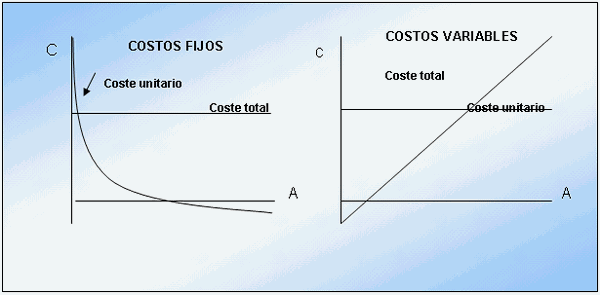 COSTOS FIJOS
C
Coste unitario
Coste total
A
COSTOS VARIABLES
C
Coste total
Coste unitario
A